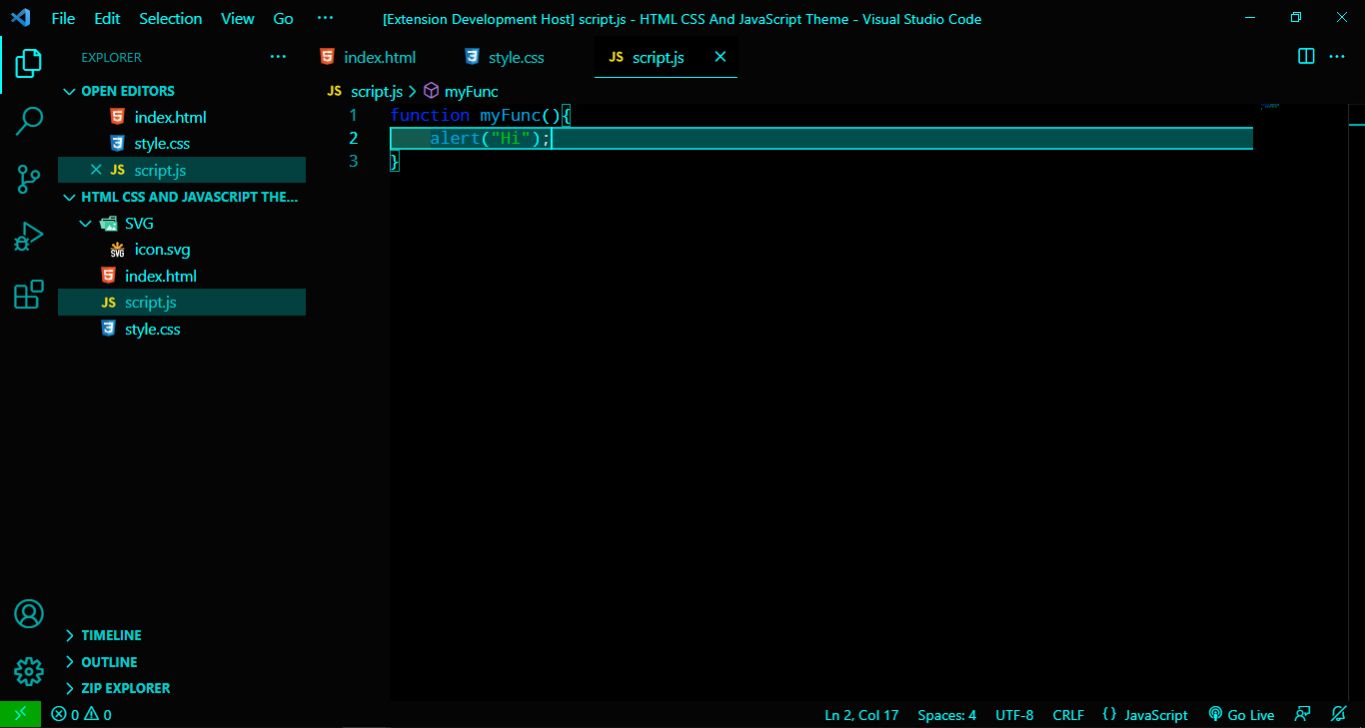 File Edit Selection View Go ··· [Extension Development Host] script.js - HTML CSS And JavaScript Theme - Visual Studio Code
EXPLORER ···
index.html
style.css
JS script.js
OPEN EDITORS
JS script.js > myFunc
index.html
style.css
JS script.js
HTML CSS AND JAVASCRIPT THE...
SVG
SVG icon.svg
index.html
JS script.js
style.css
1 function myFunc(){
2 alert("Hi");
3 }
TIMELINE
OUTLINE
ZIP EXPLORER
0 0 Ln 2, Col 17 Spaces: 4 UTF-8 CRLF {} JavaScript Go Live